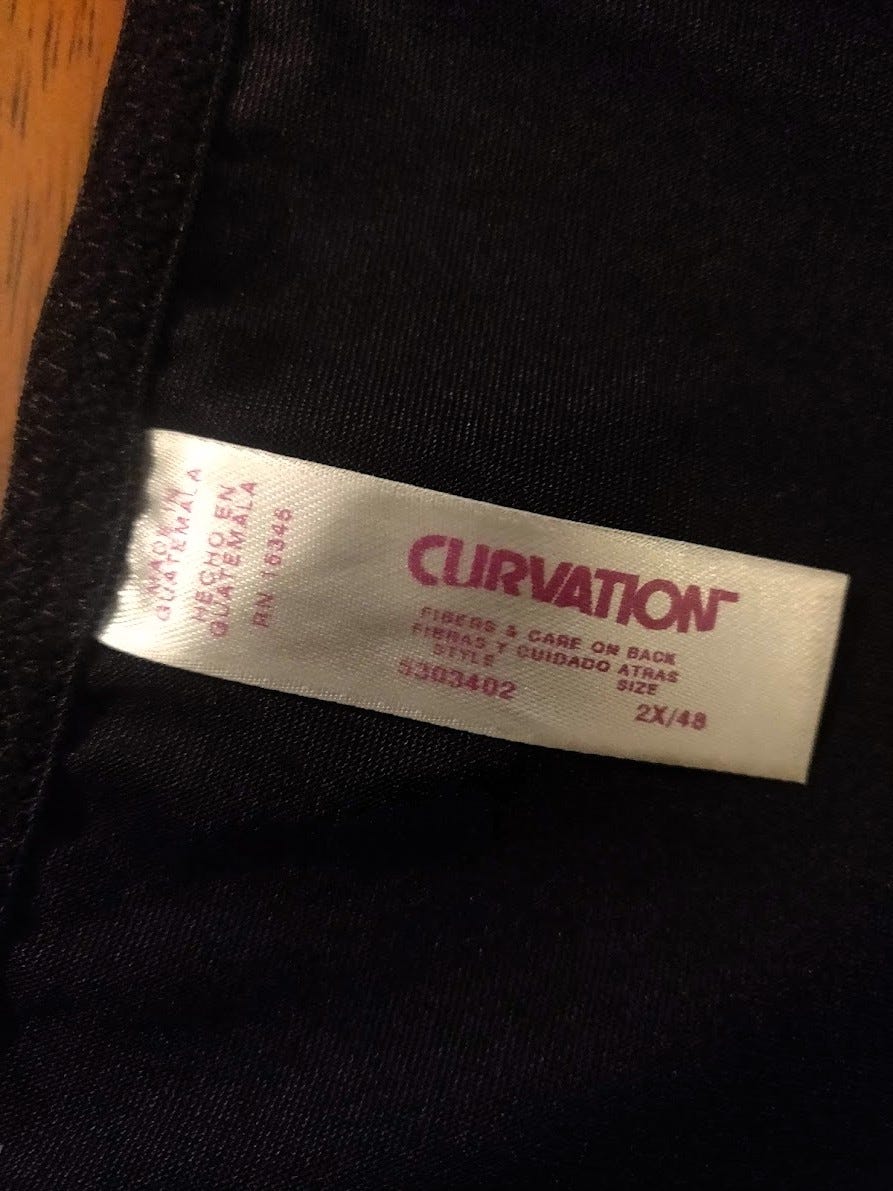 MADE IN
GUATEMALA
HECHO EN
GUATEMALA
RN 15346
CURVATION
FIBERS & CARE ON BACK
FIBRAS Y CUIDADO ATRAS
STYLE SIZE
5303402 2X/48